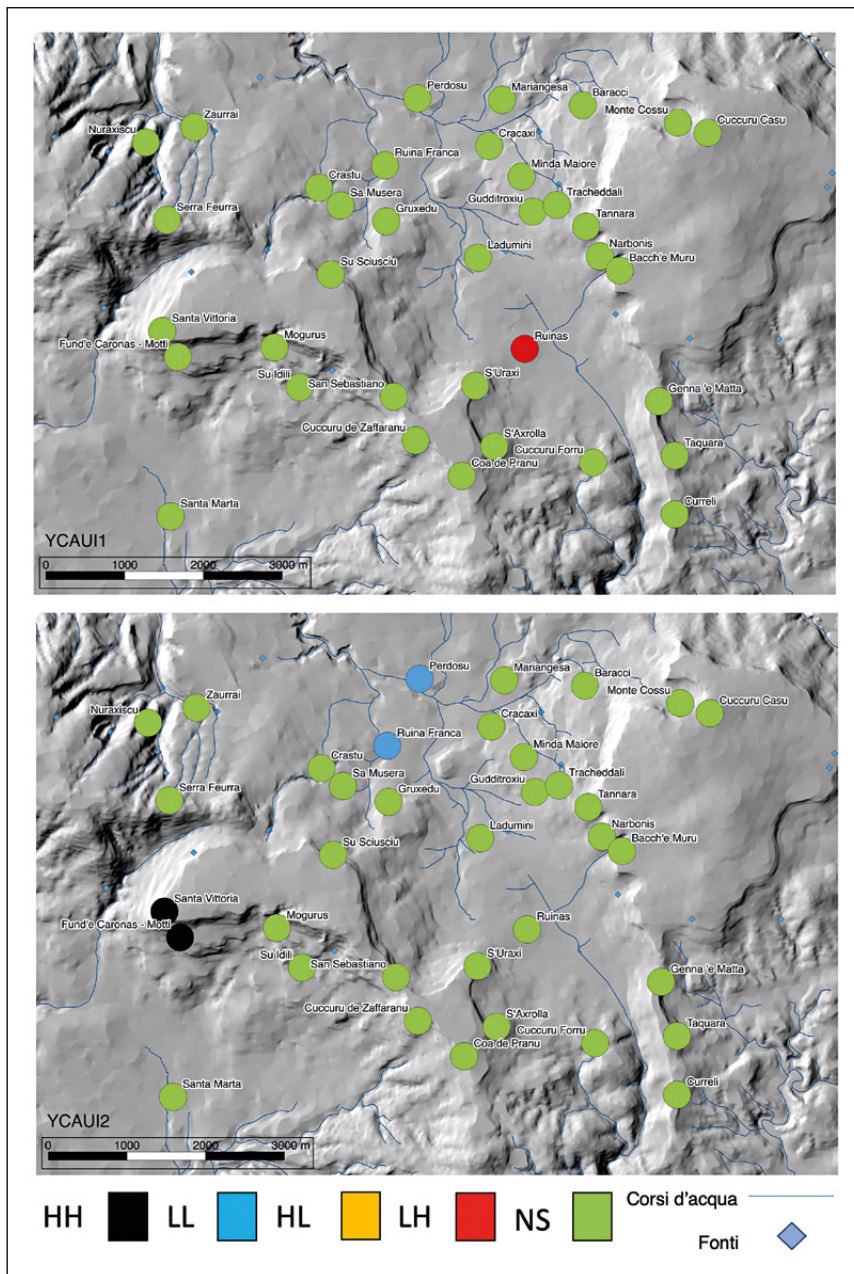 Perdosu
Mariangesa
Baracci
Monte Cossu
Cuccuru Casu
Zaurrai
Nuraxiscu
Cracaxi
Ruina Franca
Minda Maiore
Crastu
Sa Musera
Gudditroxiu
Tracheddali
Serra Feurra
Gruxedu
Tannara
Ladumini
Narbonis
Bacch'e Muru
Su Sciusciu
Santa Vittoria
Mogurus
Ruinas
Fund'e Caronas - Motti
Su Idili
San Sebastiano
S'Uraxi
Genna 'e Matta
Cuccuru de Zaffaranu
S'Axrolla
Cuccuru Forru
Taquara
Coa de Pranu
Santa Marta
Curreli
YCAUI1
0 1000 2000 3000 m
Perdosu
Mariangesa
Baracci
Monte Cossu
Cuccuru Casu
Zaurrai
Nuraxiscu
Cracaxi
Ruina Franca
Minda Maiore
Crastu
Sa Musera
Gudditroxiu
Tracheddali
Serra Feurra
Gruxedu
Tannara
Ladumini
Narbonis
Bacch'e Muru
Su Sciusciu
Santa Vittoria
Mogurus
Ruinas
Fund'e Caronas - Motti
Su Idili
San Sebastiano
S'Uraxi
Genna 'e Matta
Cuccuru de Zaffaranu
S'Axrolla
Cuccuru Forru
Taquara
Coa de Pranu
Santa Marta
Curreli
YCAUI2
0 1000 2000 3000 m
HH LL HL LH NS Corsi d'acqua
Fonti